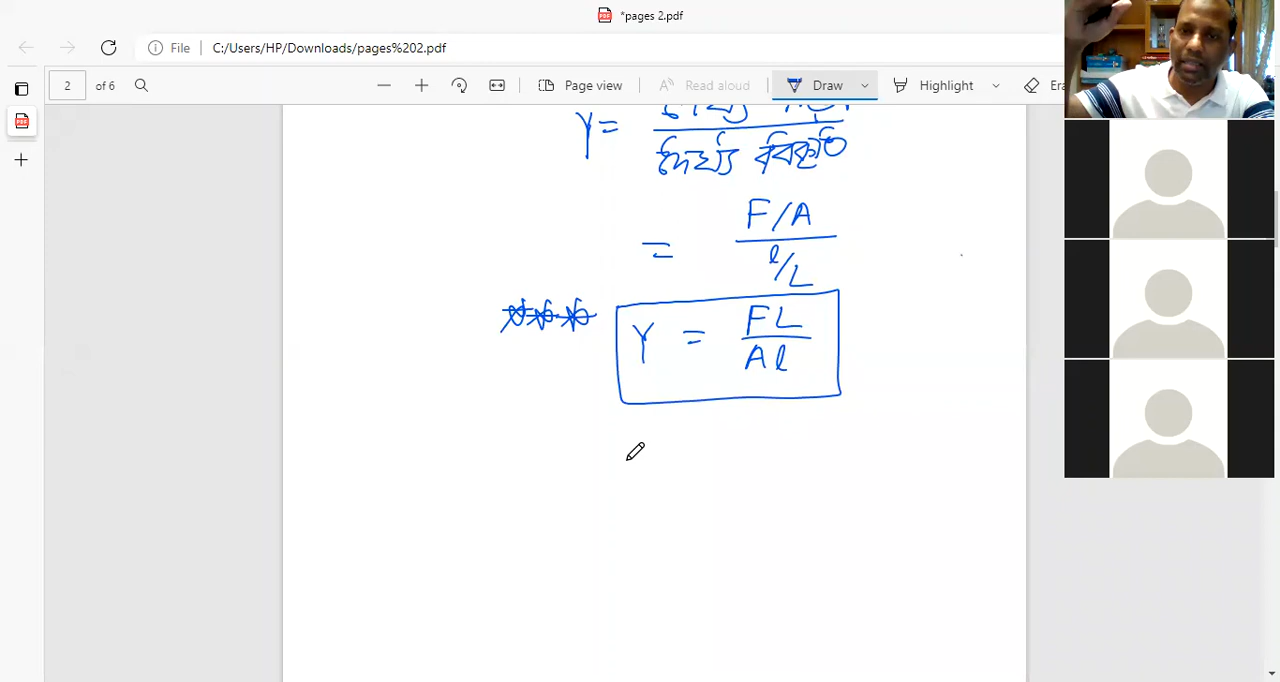 *pages 2.pdf
File C:/Users/HP/Downloads/pages%202.pdf
2 of 6 Page view Read aloud Draw Highlight
Y=
দৈর্ঘ্য বিকৃতি
= F/A
l/L
*** Y = FL
Al